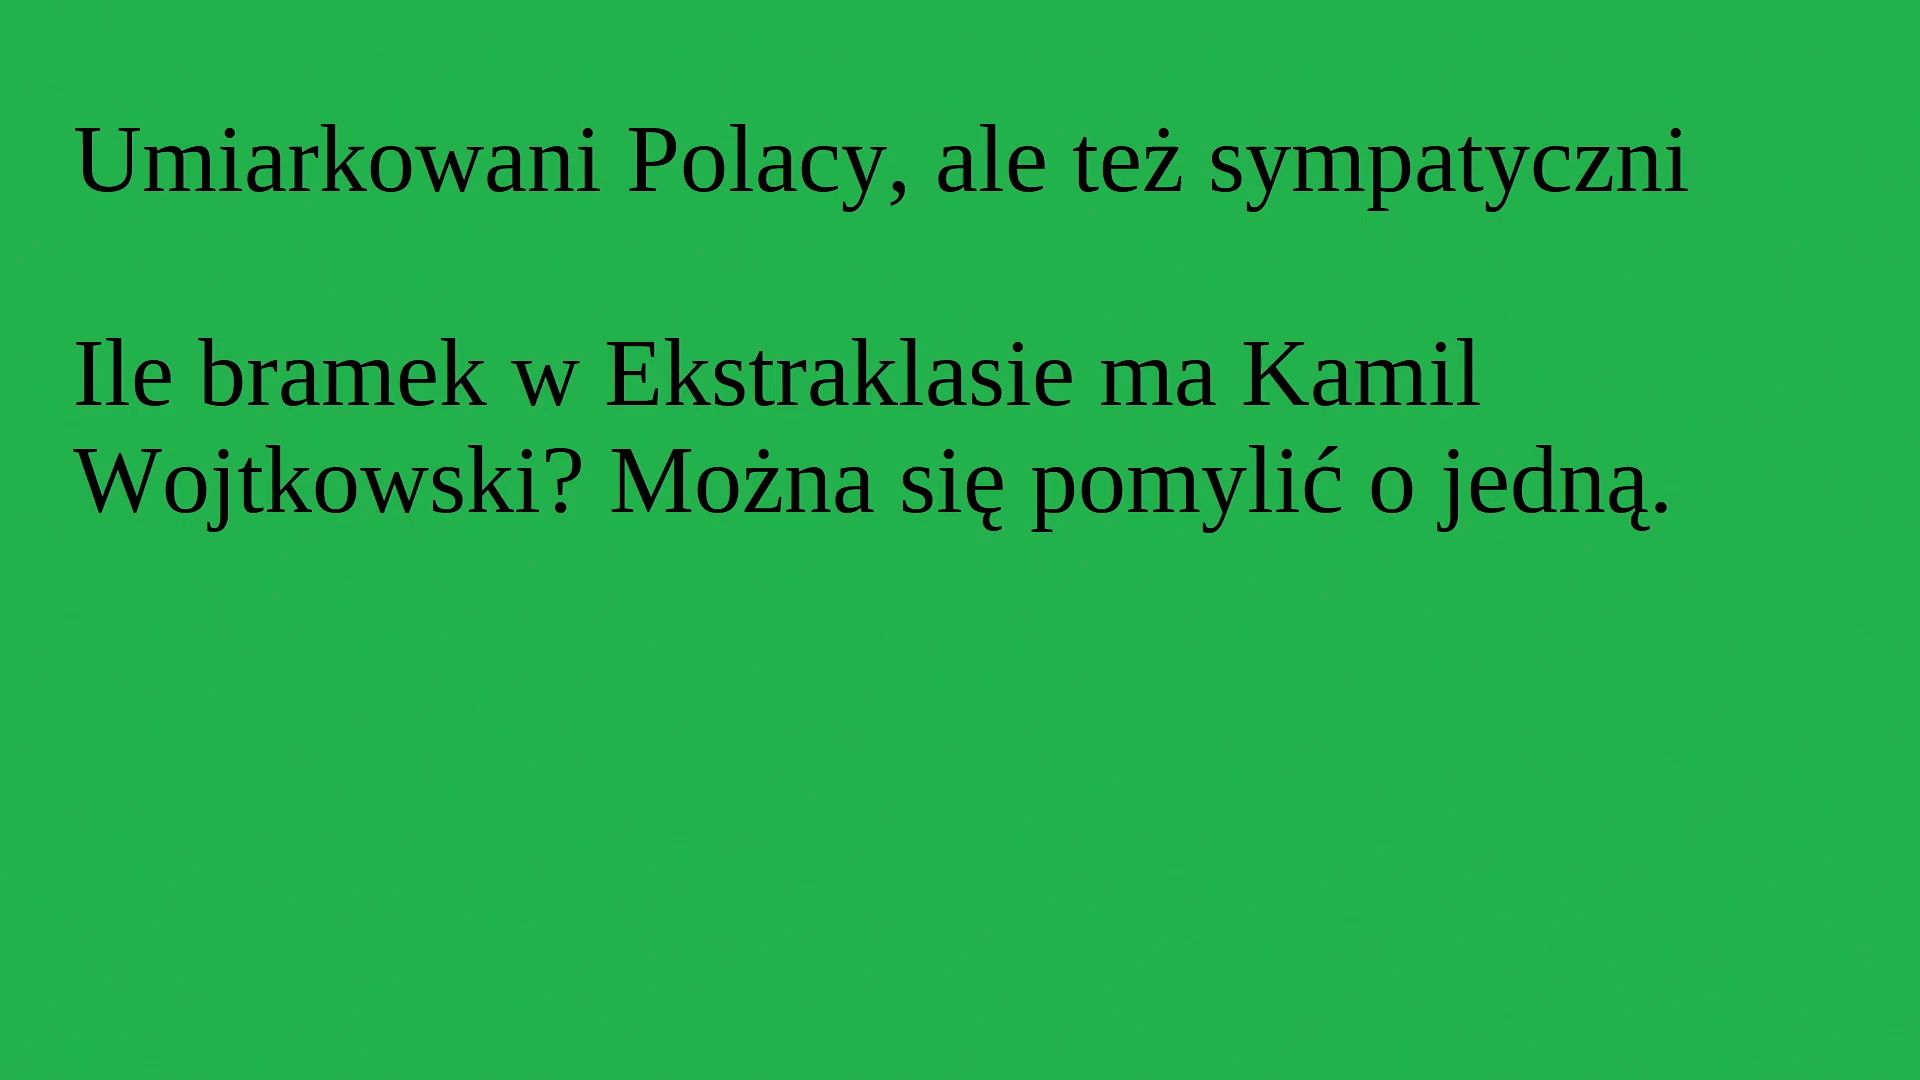 Umiarkowani Polacy, ale też sympatyczni
Ile bramek w Ekstraklasie ma Kamil
Wojtkowski? Można się pomylić o jedną.